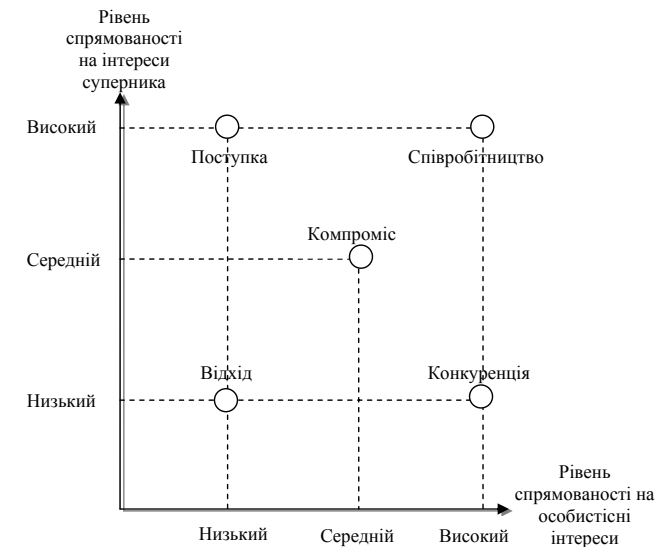 Рівень
спрямованості
на інтереси
суперника
Високий
Поступка
Співробітництво
Компроміс
Середній
Відхід
Конкуренція
Низький
Рівень
спрямованості на
особистісні
інтереси
Низький
Середній
Високий